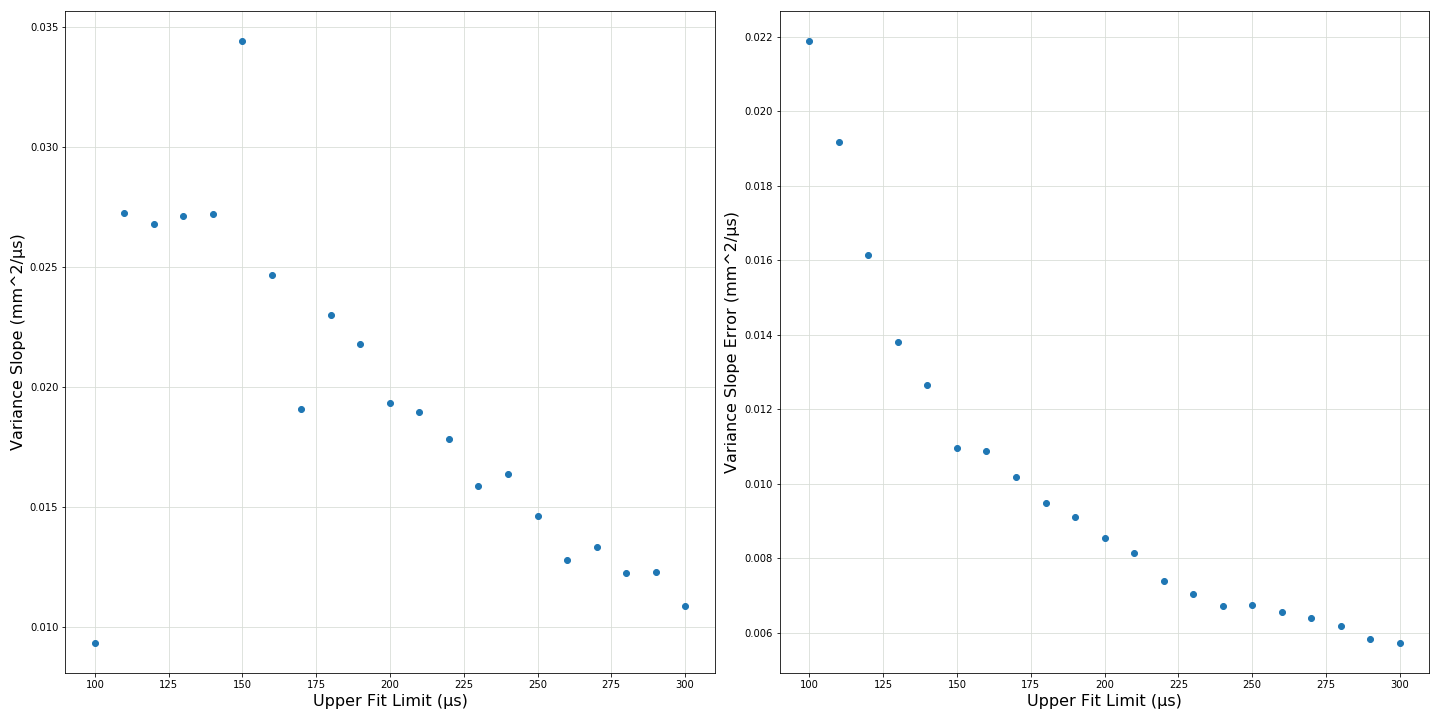 0.035
0.030
0.025
0.020
0.015
0.010
Variance Slope (mm^2/µs)
100 125 150 175 200 225 250 275 300
Upper Fit Limit (µs)
0.022
0.020
0.018
0.016
0.014
0.012
0.010
0.008
0.006
Variance Slope Error (mm^2/µs)
100 125 150 175 200 225 250 275 300
Upper Fit Limit (µs)